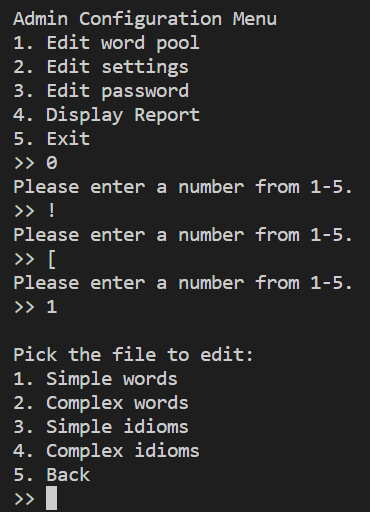 Admin Configuration Menu
1. Edit word pool
2. Edit settings
3. Edit password
4. Display Report
5. Exit
>> 0
Please enter a number from 1-5.
>> !
Please enter a number from 1-5.
>> [
Please enter a number from 1-5.
>> 1

Pick the file to edit:
1. Simple words
2. Complex words
3. Simple idioms
4. Complex idioms
5. Back
>>